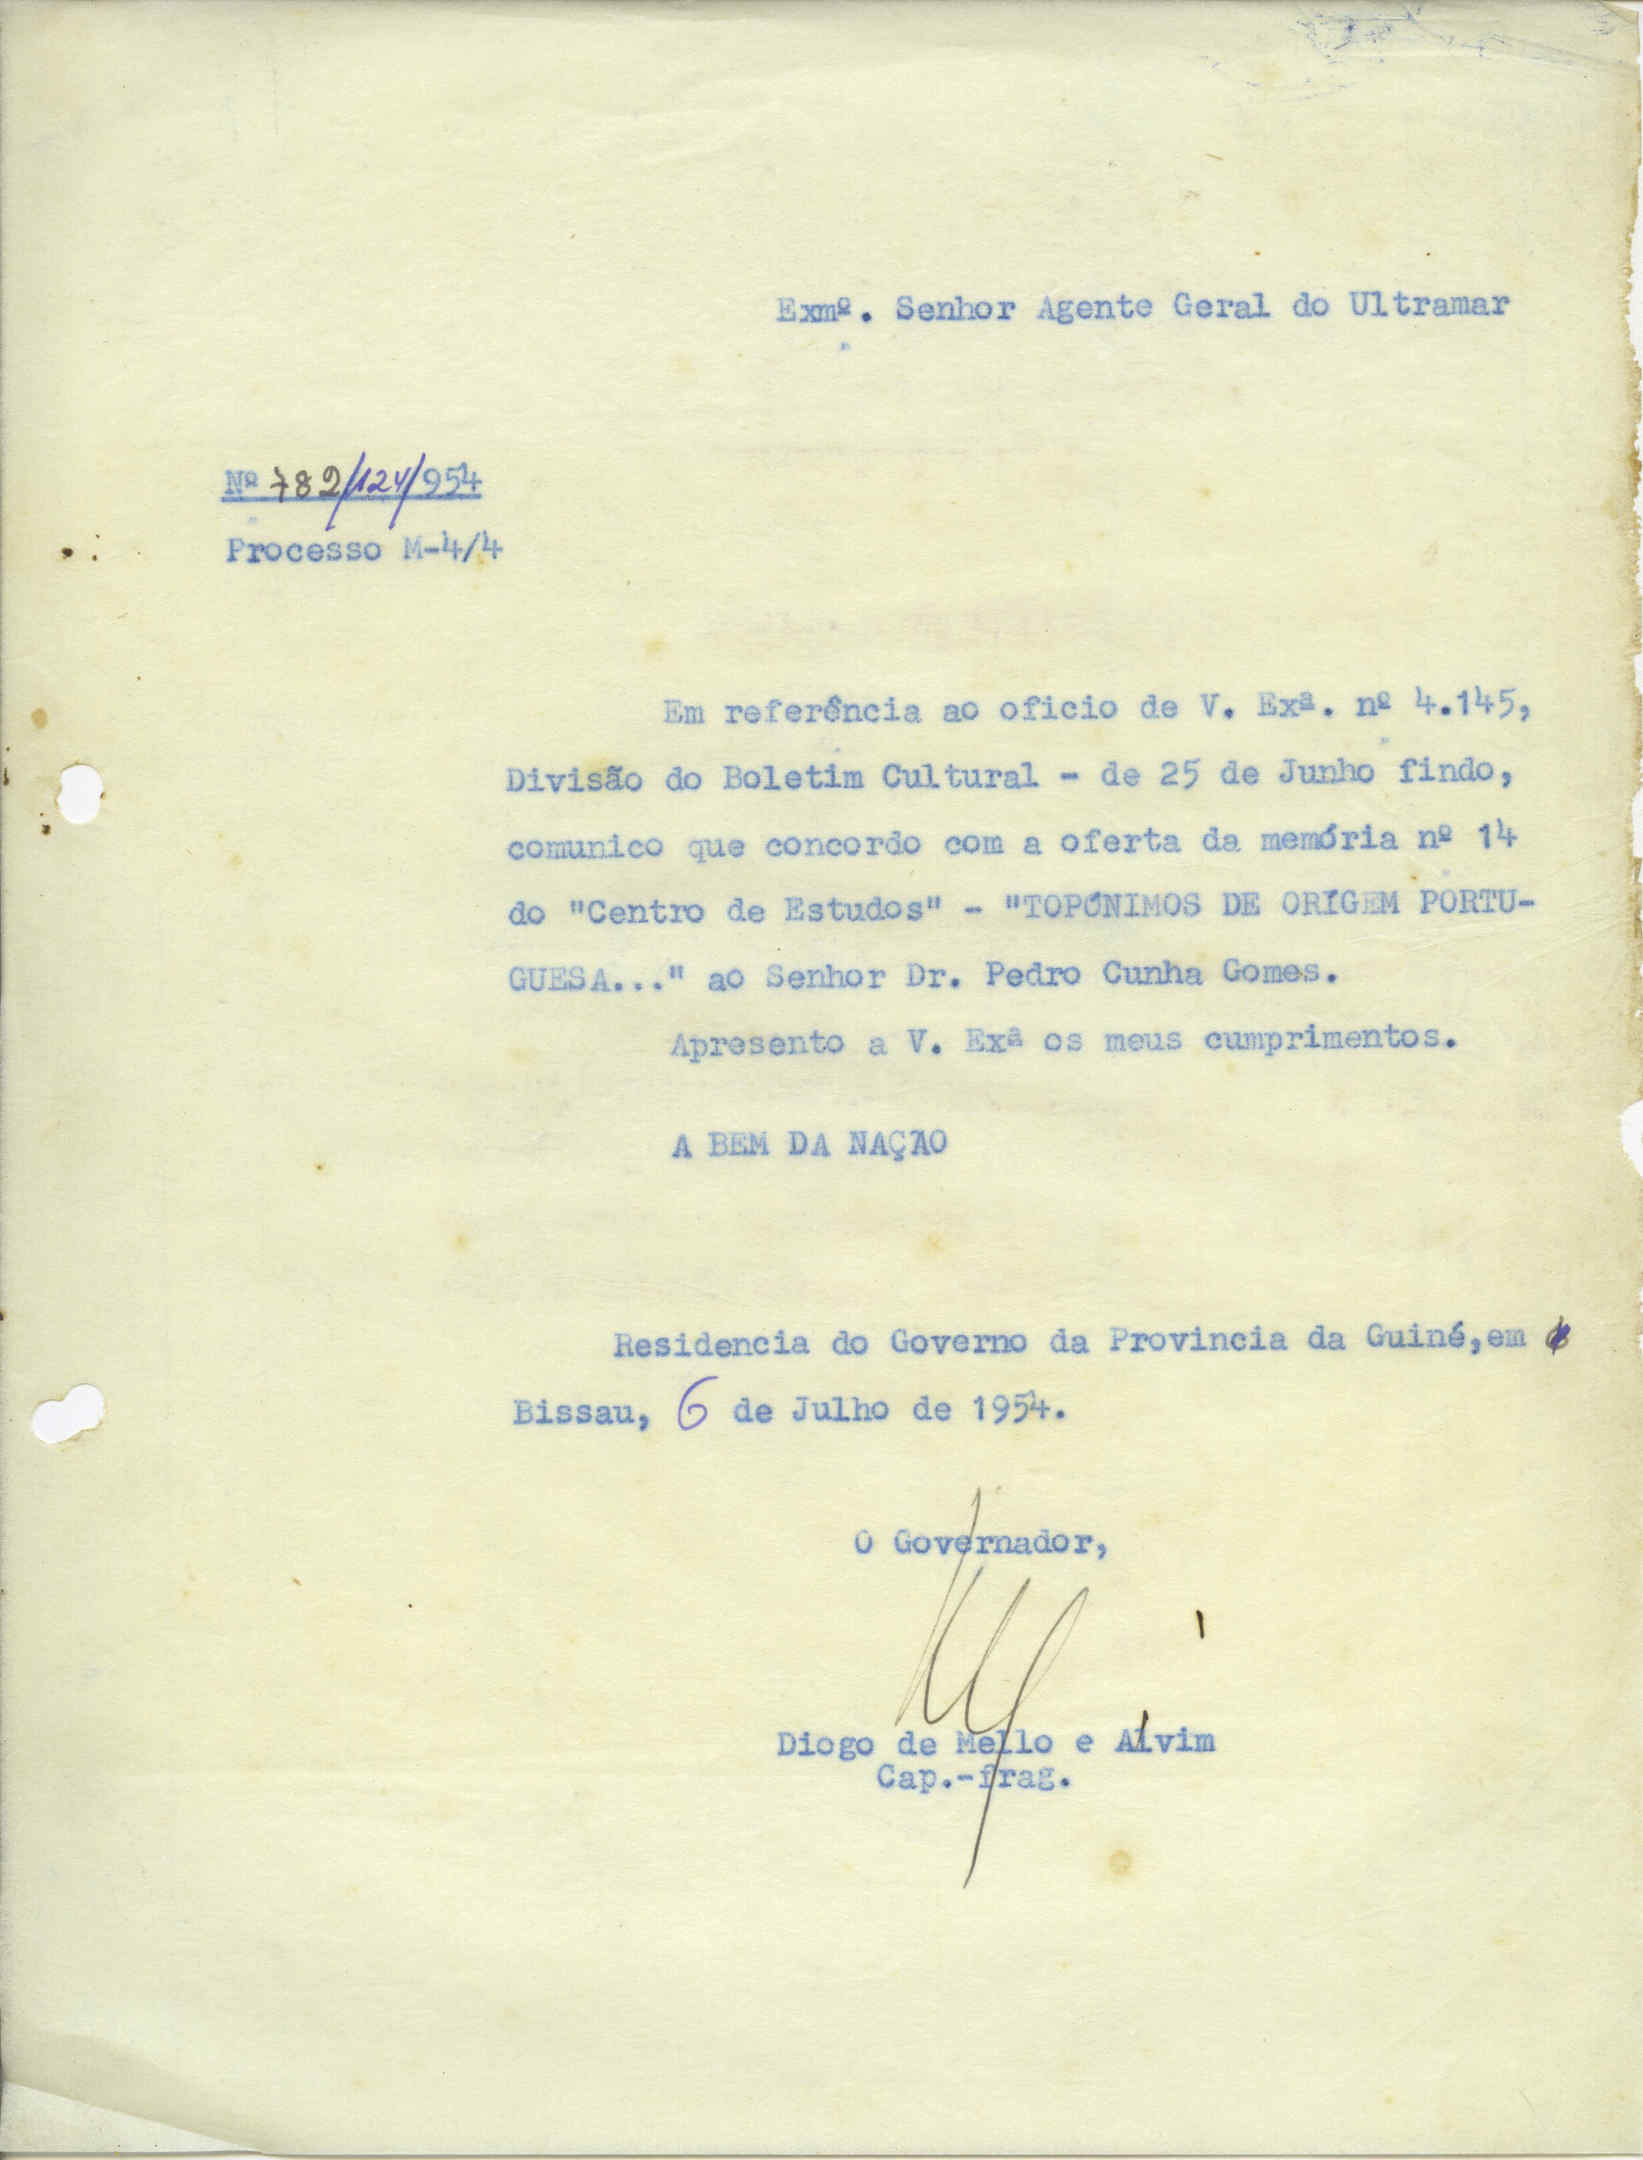 Exmº. Senhor Agente Geral do Ultramar
Nº 782/124/954
Processo M-4/4
Em referência ao oficio de V. Exª. nº 4.145,
Divisão do Boletim Cultural - de 25 de Junho findo,
comunico que concordo com a oferta da memória nº 14
do "Centro de Estudos" - "TOPÓNIMOS DE ORÍGEM PORTU-
GUESA..." ao Senhor Dr. Pedro Cunha Gomes.
Apresento a V. Exª os meus cumprimentos.
A BEM DA NAÇÃO
Residencia do Governo da Provincia da Guiné,em
Bissau, 6 de Julho de 1954.
O Governador,
Diogo de Mello e Alvim
Cap.-frag.